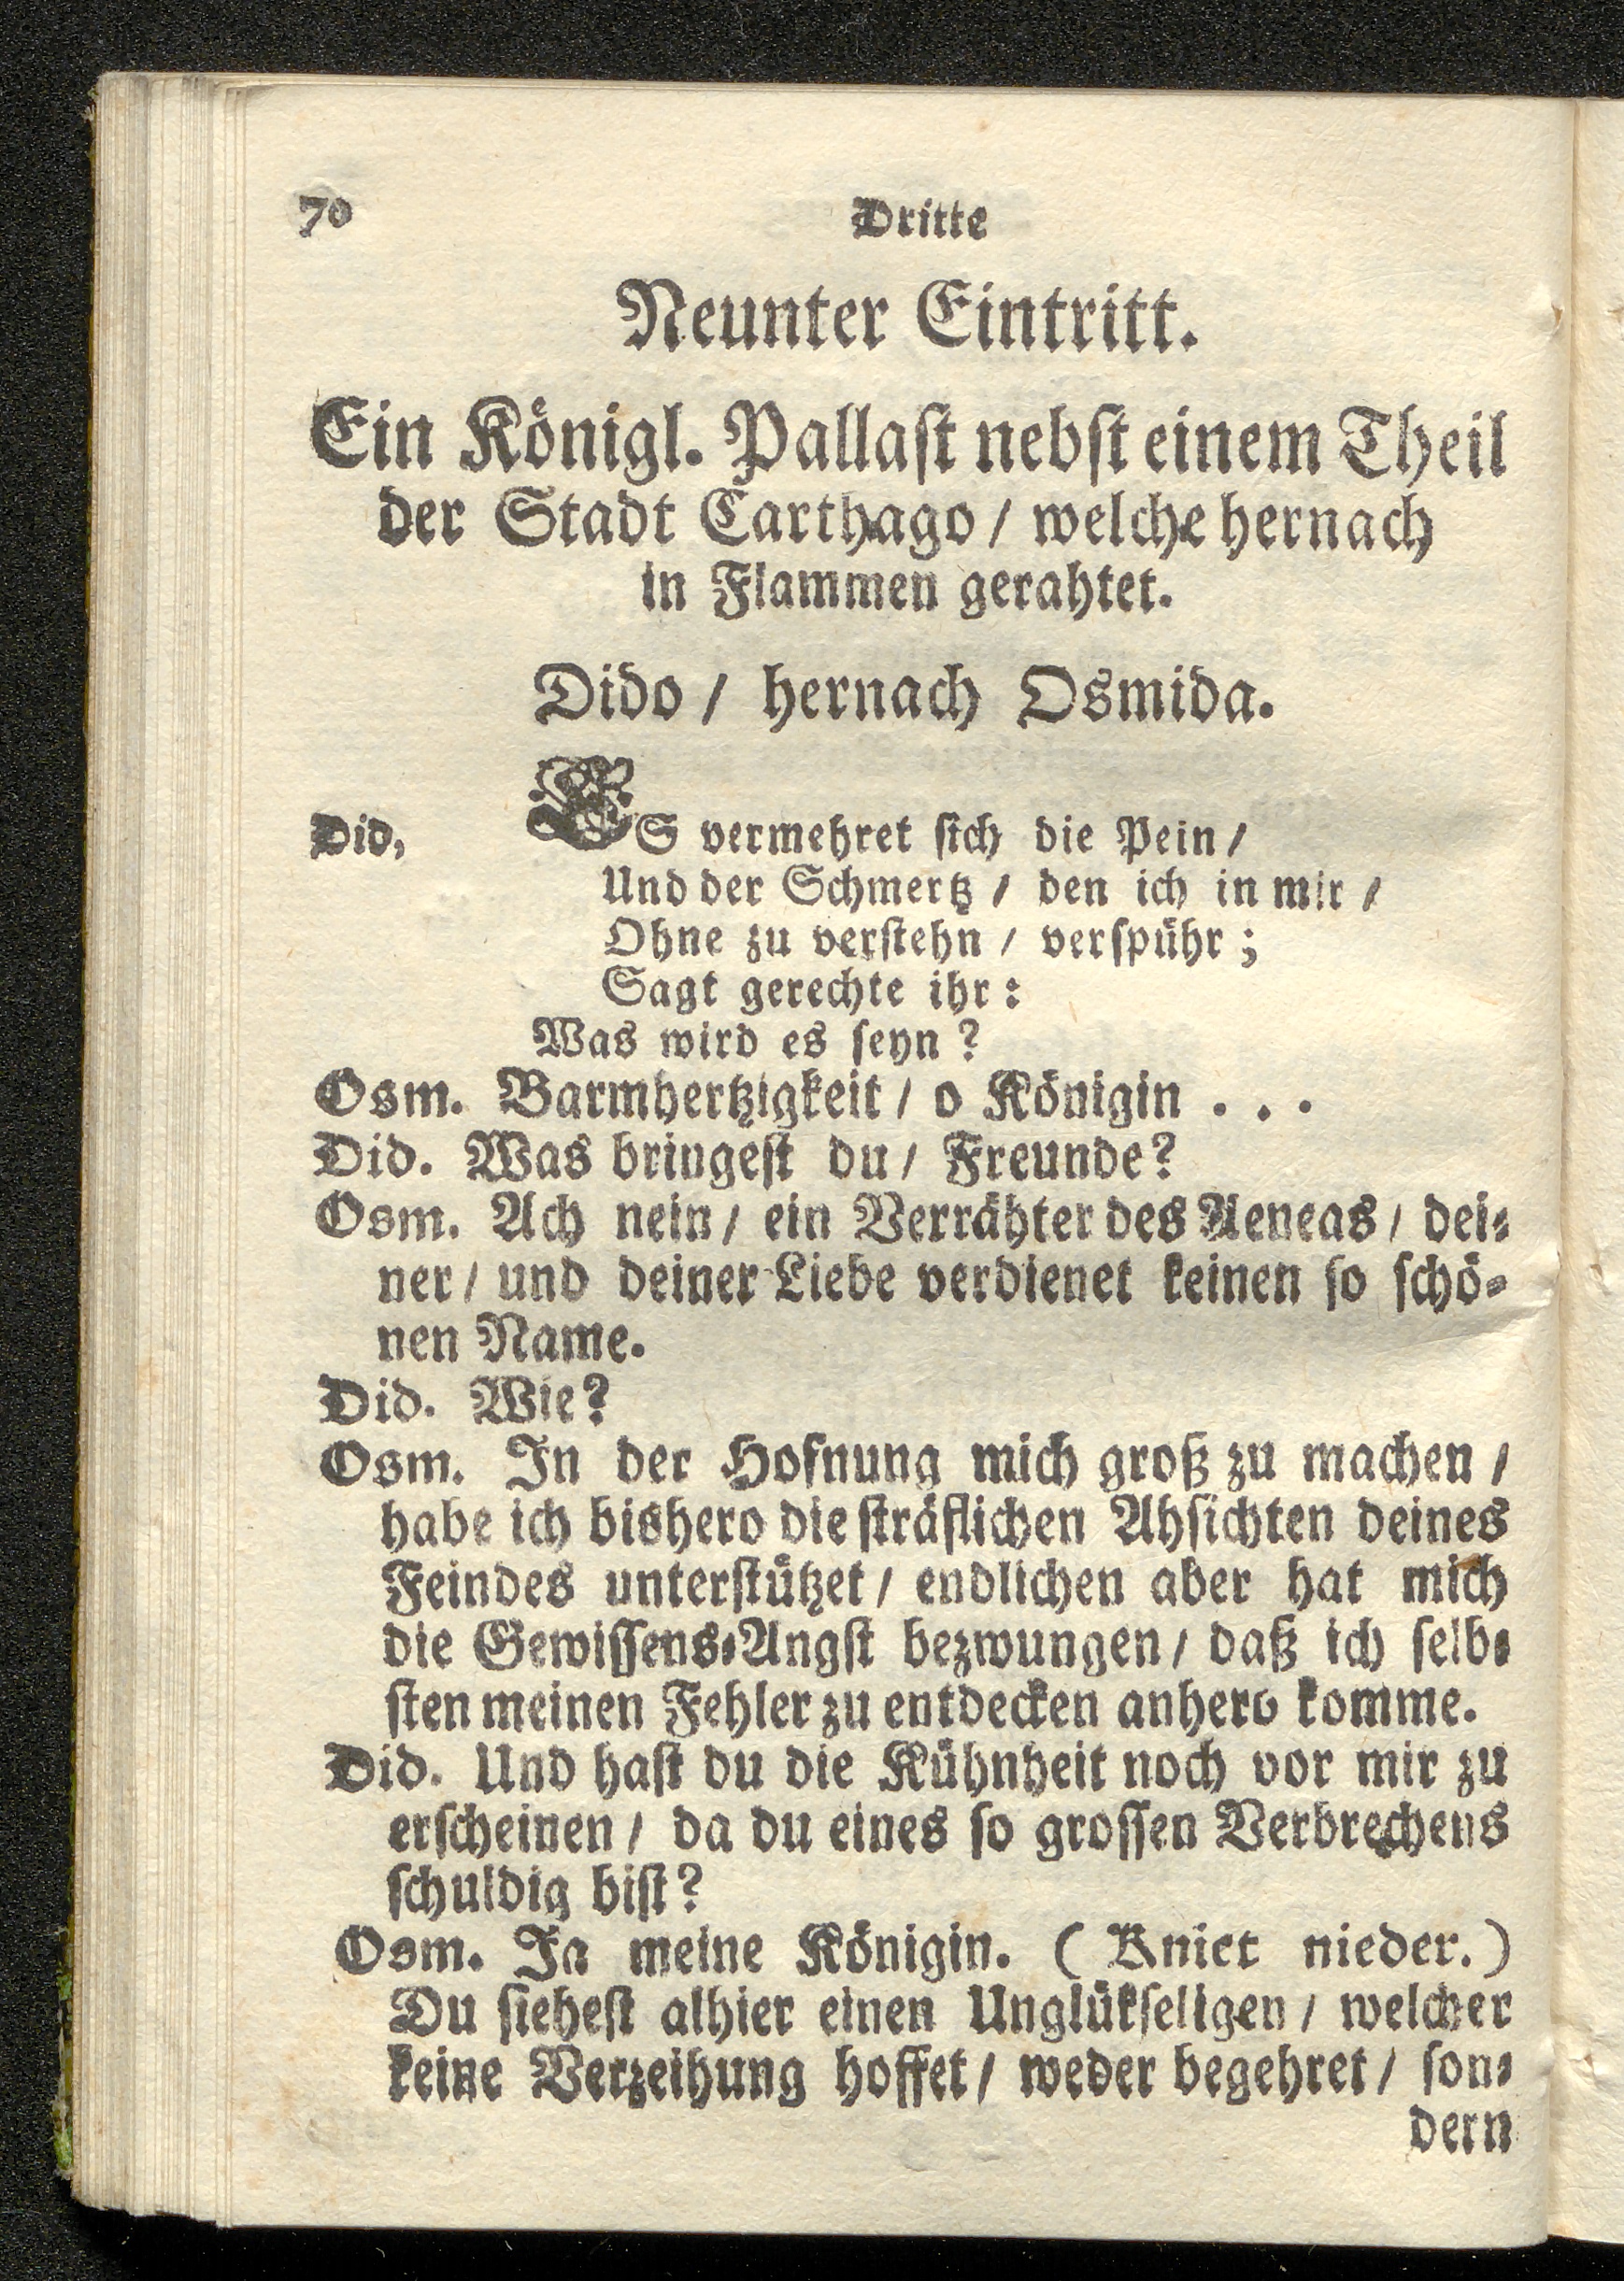 70
Dritte
Neunter Eintritt.
Ein Königl. Pallaſt nebſt einem Theil
der Stadt Carthago / welche hernach
in Flammen gerahtet.
Dido / hernach Osmida.
Did, ES vermehret ſich die Pein /
Und der Schmertz / den ich in mir /
Ohne zu verſtehn / verſpühr ;
Sagt gerechte ihr :
Was wird es ſeyn ?
Osm. Barmhertzigkeit / o Königin . . .
Did. Was bringeſt du / Freunde?
Osm. Ach nein / ein Verrähter des Aeneas / dei⸗
ner / und deiner Liebe verdienet keinen ſo ſchö⸗
nen Name.
Did. Wie?
Osm. In der Hofnung mich groß zu machen /
habe ich bishero die ſträflichen Ahſichten deines
Feindes unterſtützet / endlichen aber hat mich
die Gewiſſens⸗Angſt bezwungen / daß ich ſelb⸗
ſten meinen Fehler zu entdecken anhero komme.
Did. Und haſt du die Kühnheit noch vor mir zu
erſcheinen / da du eines ſo groſſen Verbrechens
ſchuldig biſt?
Osm. Ja meine Königin. ( Kniet nieder.)
Du ſieheſt alhier einen Unglükſeligen / welcher
keine Verzeihung hoffet / weder begehret / ſon⸗
dern